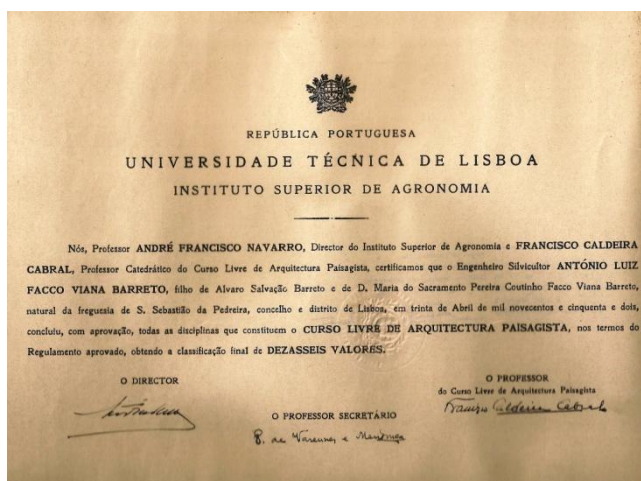 REPÚBLICA PORTUGUESA
UNIVERSIDADE TÉCNICA DE LISBOA
INSTITUTO SUPERIOR DE AGRONOMIA
Nós, Professor ANDRÉ FRANCISCO NAVARRO, Director do Instituto Superior de Agronomia e FRANCISCO CALDEIRA
CABRAL, Professor Catedrático do Curso Livre de Arquitectura Paisagista, certificamos que o Engenheiro Silvicultor ANTÓNIO LUIZ
FACCO VIANA BARRETO, filho de Alvaro Salvação Barreto e de D. Maria do Sacramento Pereira Coutinho Facco Viana Barreto,
natural da freguesia de S. Sebastião da Pedreira, concelho e distrito de Lisboa, em trinta de Abril de mil novecentos e cinquenta e dois,
concluiu, com aprovação, todas as disciplinas que constituem o CURSO LIVRE DE ARQUITECTURA PAISAGISTA, nos termos do
Regulamento aprovado, obtendo a classificação final de DEZASSEIS VALORES.
O DIRECTOR
O PROFESSOR SECRETÁRIO
O PROFESSOR
do Curso Livre de Arquitectura Paisagista
Francisco Caldeira Cabral